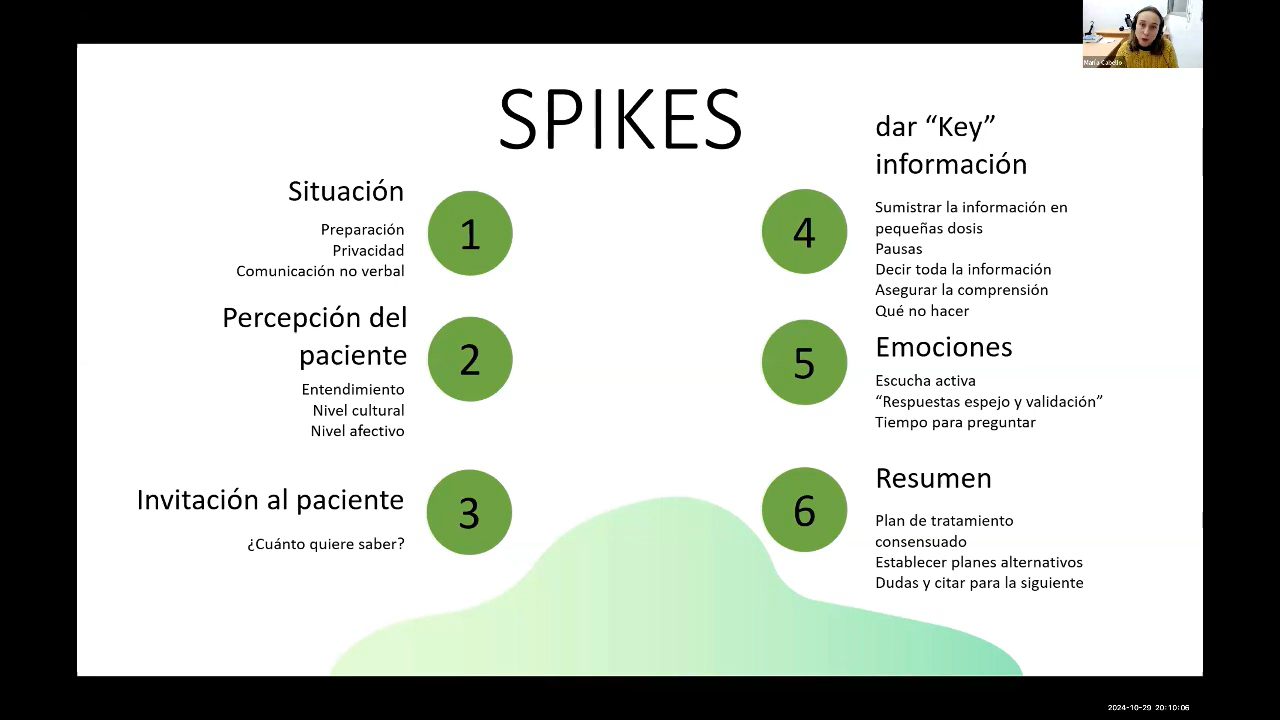 SPIKES
Situación
1
Preparación
Privacidad
Comunicación no verbal
Percepción del
paciente
2
Entendimiento
Nivel cultural
Nivel afectivo
Invitación al paciente
3
¿Cuánto quiere saber?
dar “Key”
información
4
Sumistrar la información en
pequeñas dosis
Pausas
Decir toda la información
Asegurar la comprensión
Qué no hacer
Emociones
5
Escucha activa
“Respuestas espejo y validación”
Tiempo para preguntar
Resumen
6
Plan de tratamiento
consensuado
Establecer planes alternativos
Dudas y citar para la siguiente
María Cabello
2024-10-29 20:10:06